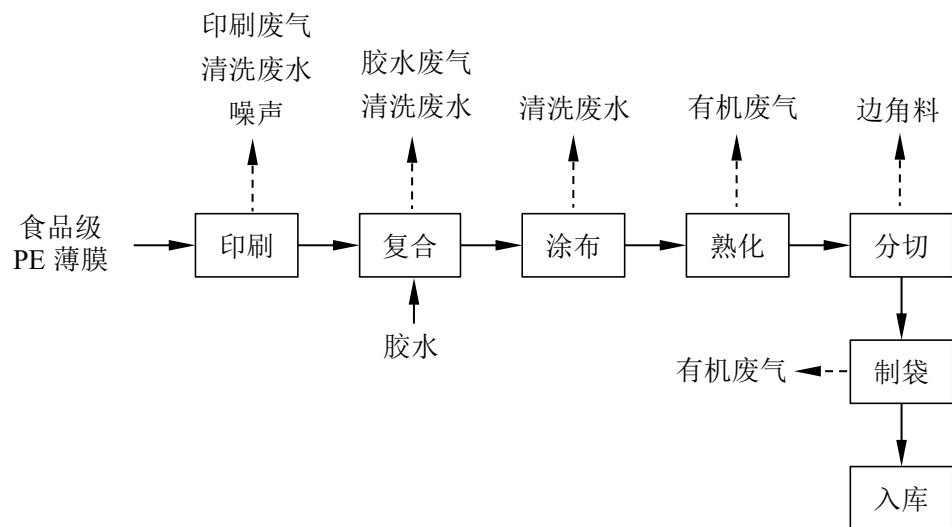 印刷废气
清洗废水
噪声
胶水废气
清洗废水
清洗废水
有机废气
边角料
食品级
PE 薄膜
印刷
复合
涂布
熟化
分切
胶水
有机废气
制袋
入库